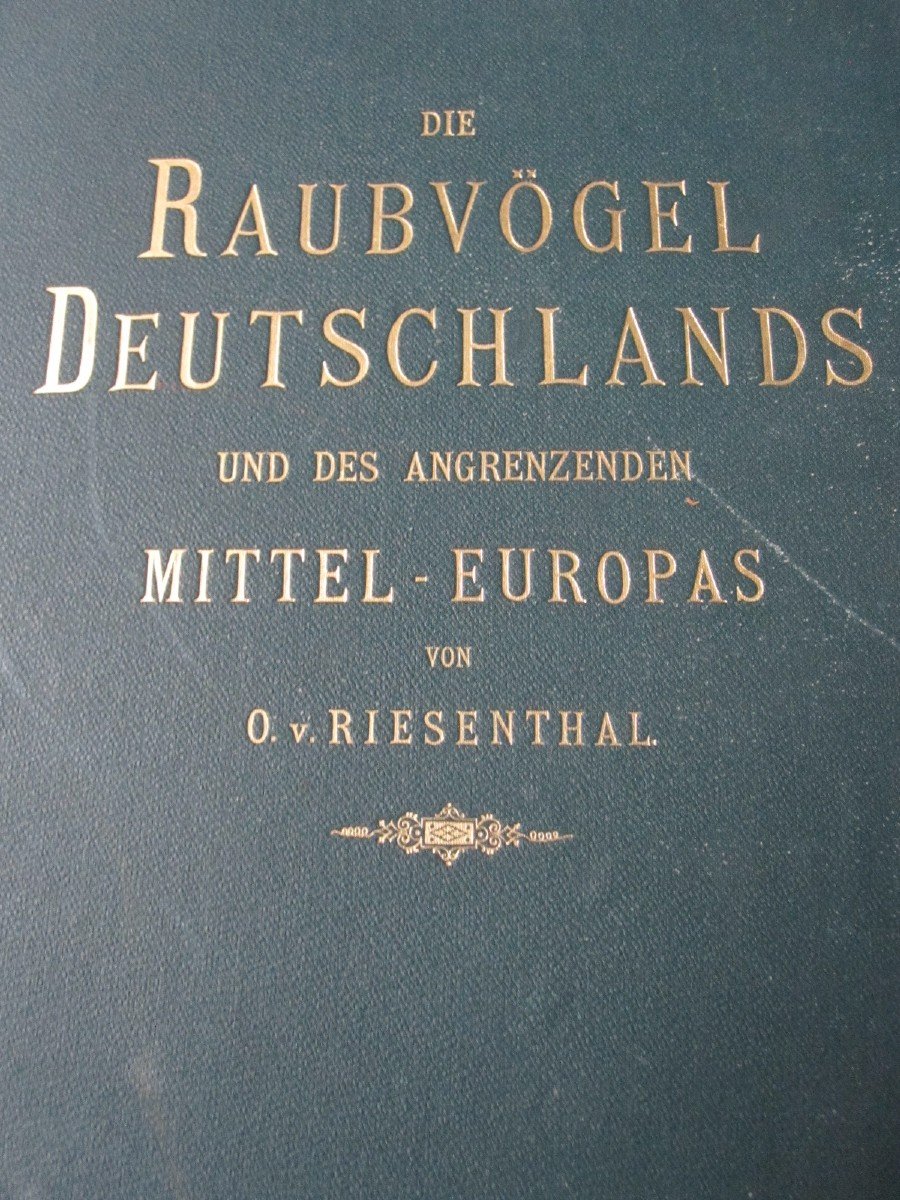 DIE
RAUBVÖGEL
DEUTSCHLANDS
UND DES ANGRENZENDEN
MITTEL - EUROPAS
VON
O. v. RIESENTHAL.